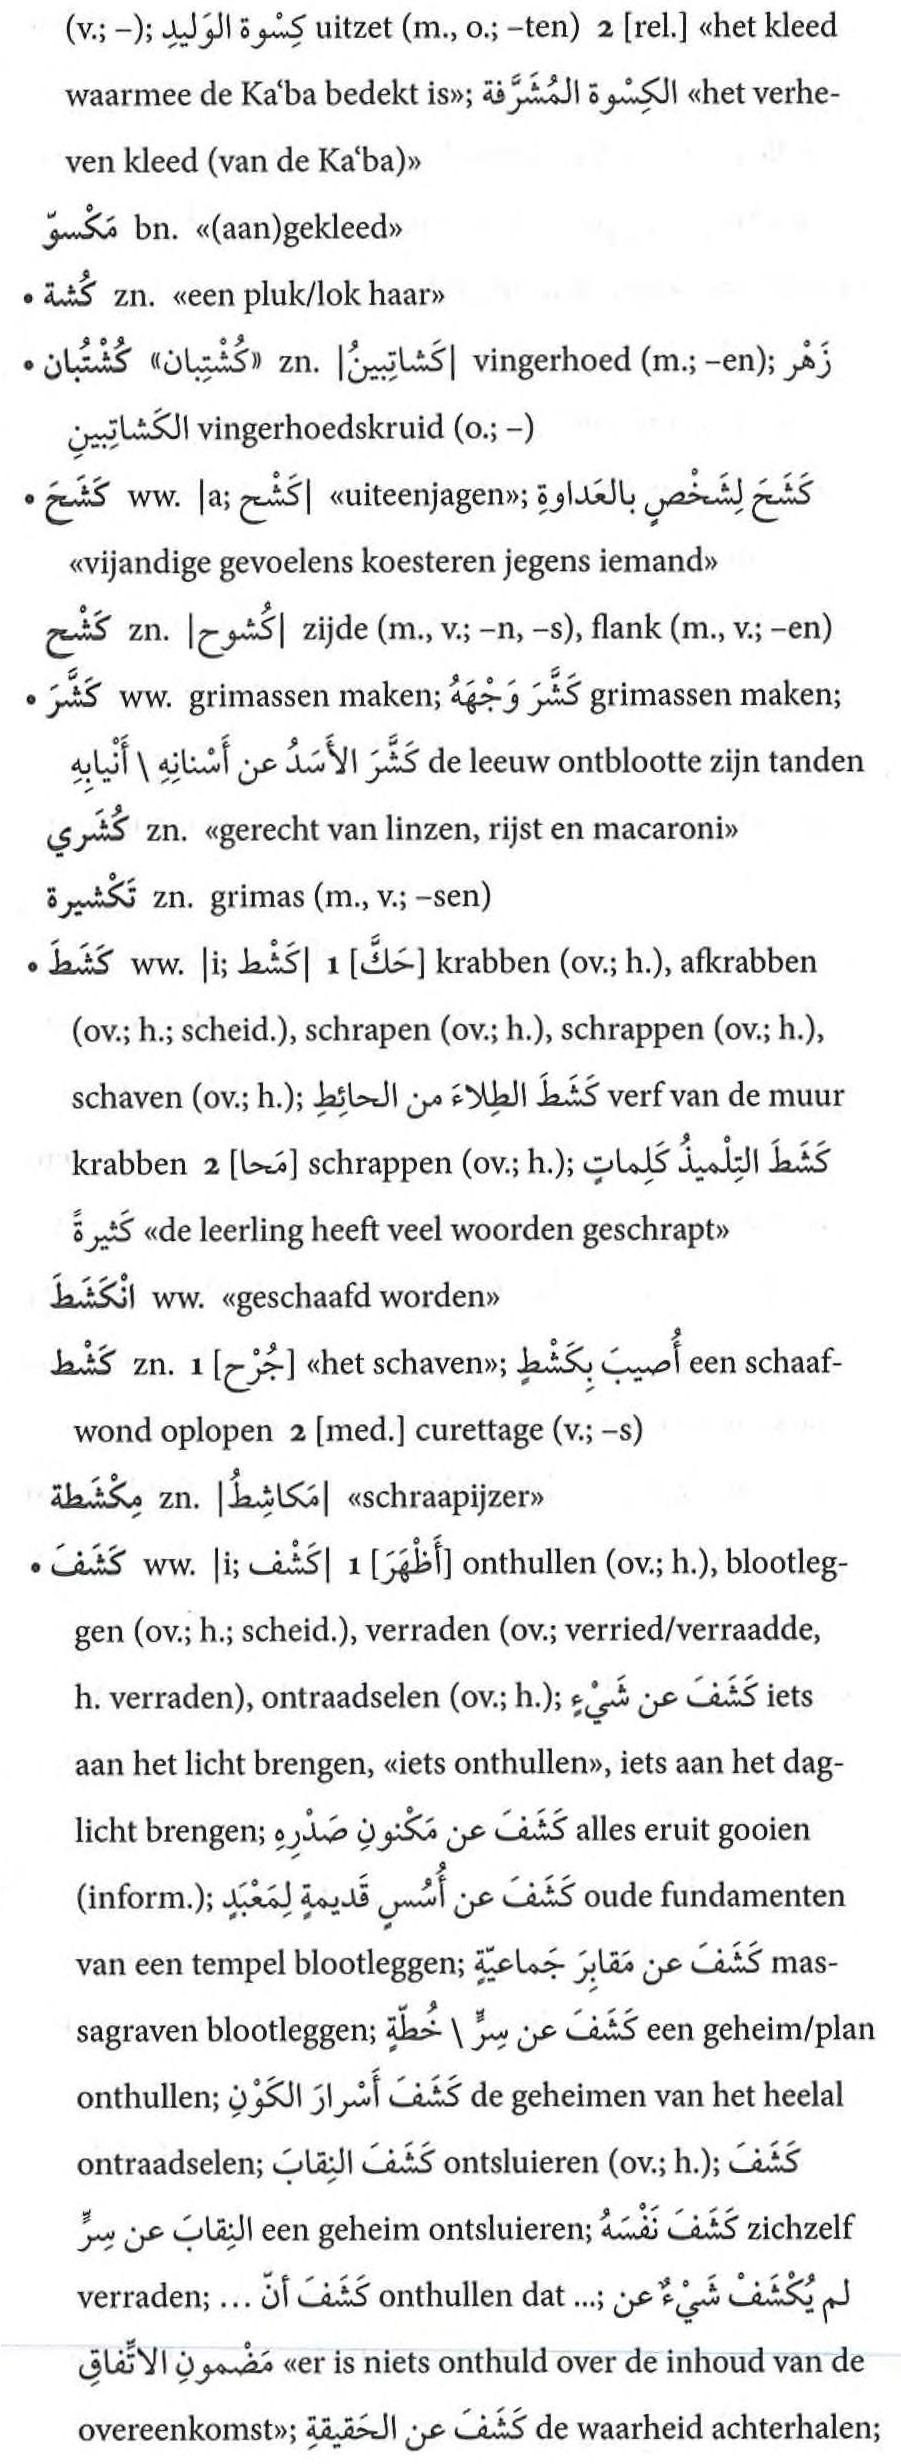 (v.; –); كِسْوة الوَليدِ uitzet (m., o.; –ten) 2 [rel.] «het kleed
waarmee de Ka‘ba bedekt is»; الكِسْوة المُشَرَّفة «het verhe-
ven kleed (van de Ka‘ba)»
مَكْسوّ bn. «(aan)gekleed»
• كُشة zn. «een pluk/lok haar»
• كُشْتُبان «كُشْتِبان» zn. |كَشاتِبينُ| vingerhoed (m.; –en); زَهْر
الكَشاتِبينِ vingerhoedskruid (o.; –)
• كَشَحَ ww. |a; كَشْح| «uiteenjagen»; كَشَحَ لِشَخْصٍ بالعَداوةِ
«vijandige gevoelens koesteren jegens iemand»
كَشْح zn. |كُشوح| zijde (m., v.; –n, –s), flank (m., v.; –en)
• كَشَّرَ ww. grimassen maken; كَشَّرَ وَجْهَهُ grimassen maken;
كَشَّرَ الأَسَدُ عن أَسْنانِهِ \ أَنْيابِهِ de leeuw ontblootte zijn tanden
كُشَري zn. «gerecht van linzen, rijst en macaroni»
تَكْشيرة zn. grimas (m., v.; –sen)
• كَشَطَ ww. |i; كَشْط| 1 [حَكَّ] krabben (ov.; h.), afkrabben
(ov.; h.; scheid.), schrapen (ov.; h.), schrappen (ov.; h.),
schaven (ov.; h.); كَشَطَ الطِلاءَ من الحائِطِ verf van de muur
krabben 2 [مَحا] schrappen (ov.; h.); كَشَطَ التِلْميذُ كَلِماتٍ
كَثيرةً «de leerling heeft veel woorden geschrapt»
انْكَشَطَ ww. «geschaafd worden»
كَشْط zn. 1 [جُرْح] «het schaven»; أُصيبَ بِكَشْطٍ een schaaf-
wond oplopen 2 [med.] curettage (v.; –s)
مِكْشَطة zn. |مَكاشِطُ| «schraapijzer»
• كَشَفَ ww. |i; كَشْف| 1 [أَظْهَرَ] onthullen (ov.; h.), blootleg-
gen (ov.; h.; scheid.), verraden (ov.; verried/verraadde,
h. verraden), ontraadselen (ov.; h.); كَشَفَ عن شَيْءٍ iets
aan het licht brengen, «iets onthullen», iets aan het dag-
licht brengen; كَشَفَ عن مَكْنونِ صَدْرِهِ alles eruit gooien
(inform.); كَشَفَ عن أُسُسٍ قَديمةٍ لِمَعْبَدٍ oude fundamenten
van een tempel blootleggen; كَشَفَ عن مَقابِرَ جَماعيّةٍ mas-
sagraven blootleggen; كَشَفَ عن سِرٍّ \ خُطّةٍ een geheim/plan
onthullen; كَشَفَ أَسْرارَ الكَوْنِ de geheimen van het heelal
ontraadselen; كَشَفَ النِقابَ ontsluieren (ov.; h.); كَشَفَ
النِقابَ عن سِرٍّ een geheim ontsluieren; كَشَفَ نَفْسَهُ zichzelf
verraden; كَشَفَ أَنّ ... onthullen dat ...; لم يُكْشَفْ شَيْءٌ عن
مَضْمونِ الاتِّفاقِ «er is niets onthuld over de inhoud van de
overeenkomst»; كَشَفَ عن الحَقيقةِ de waarheid achterhalen;